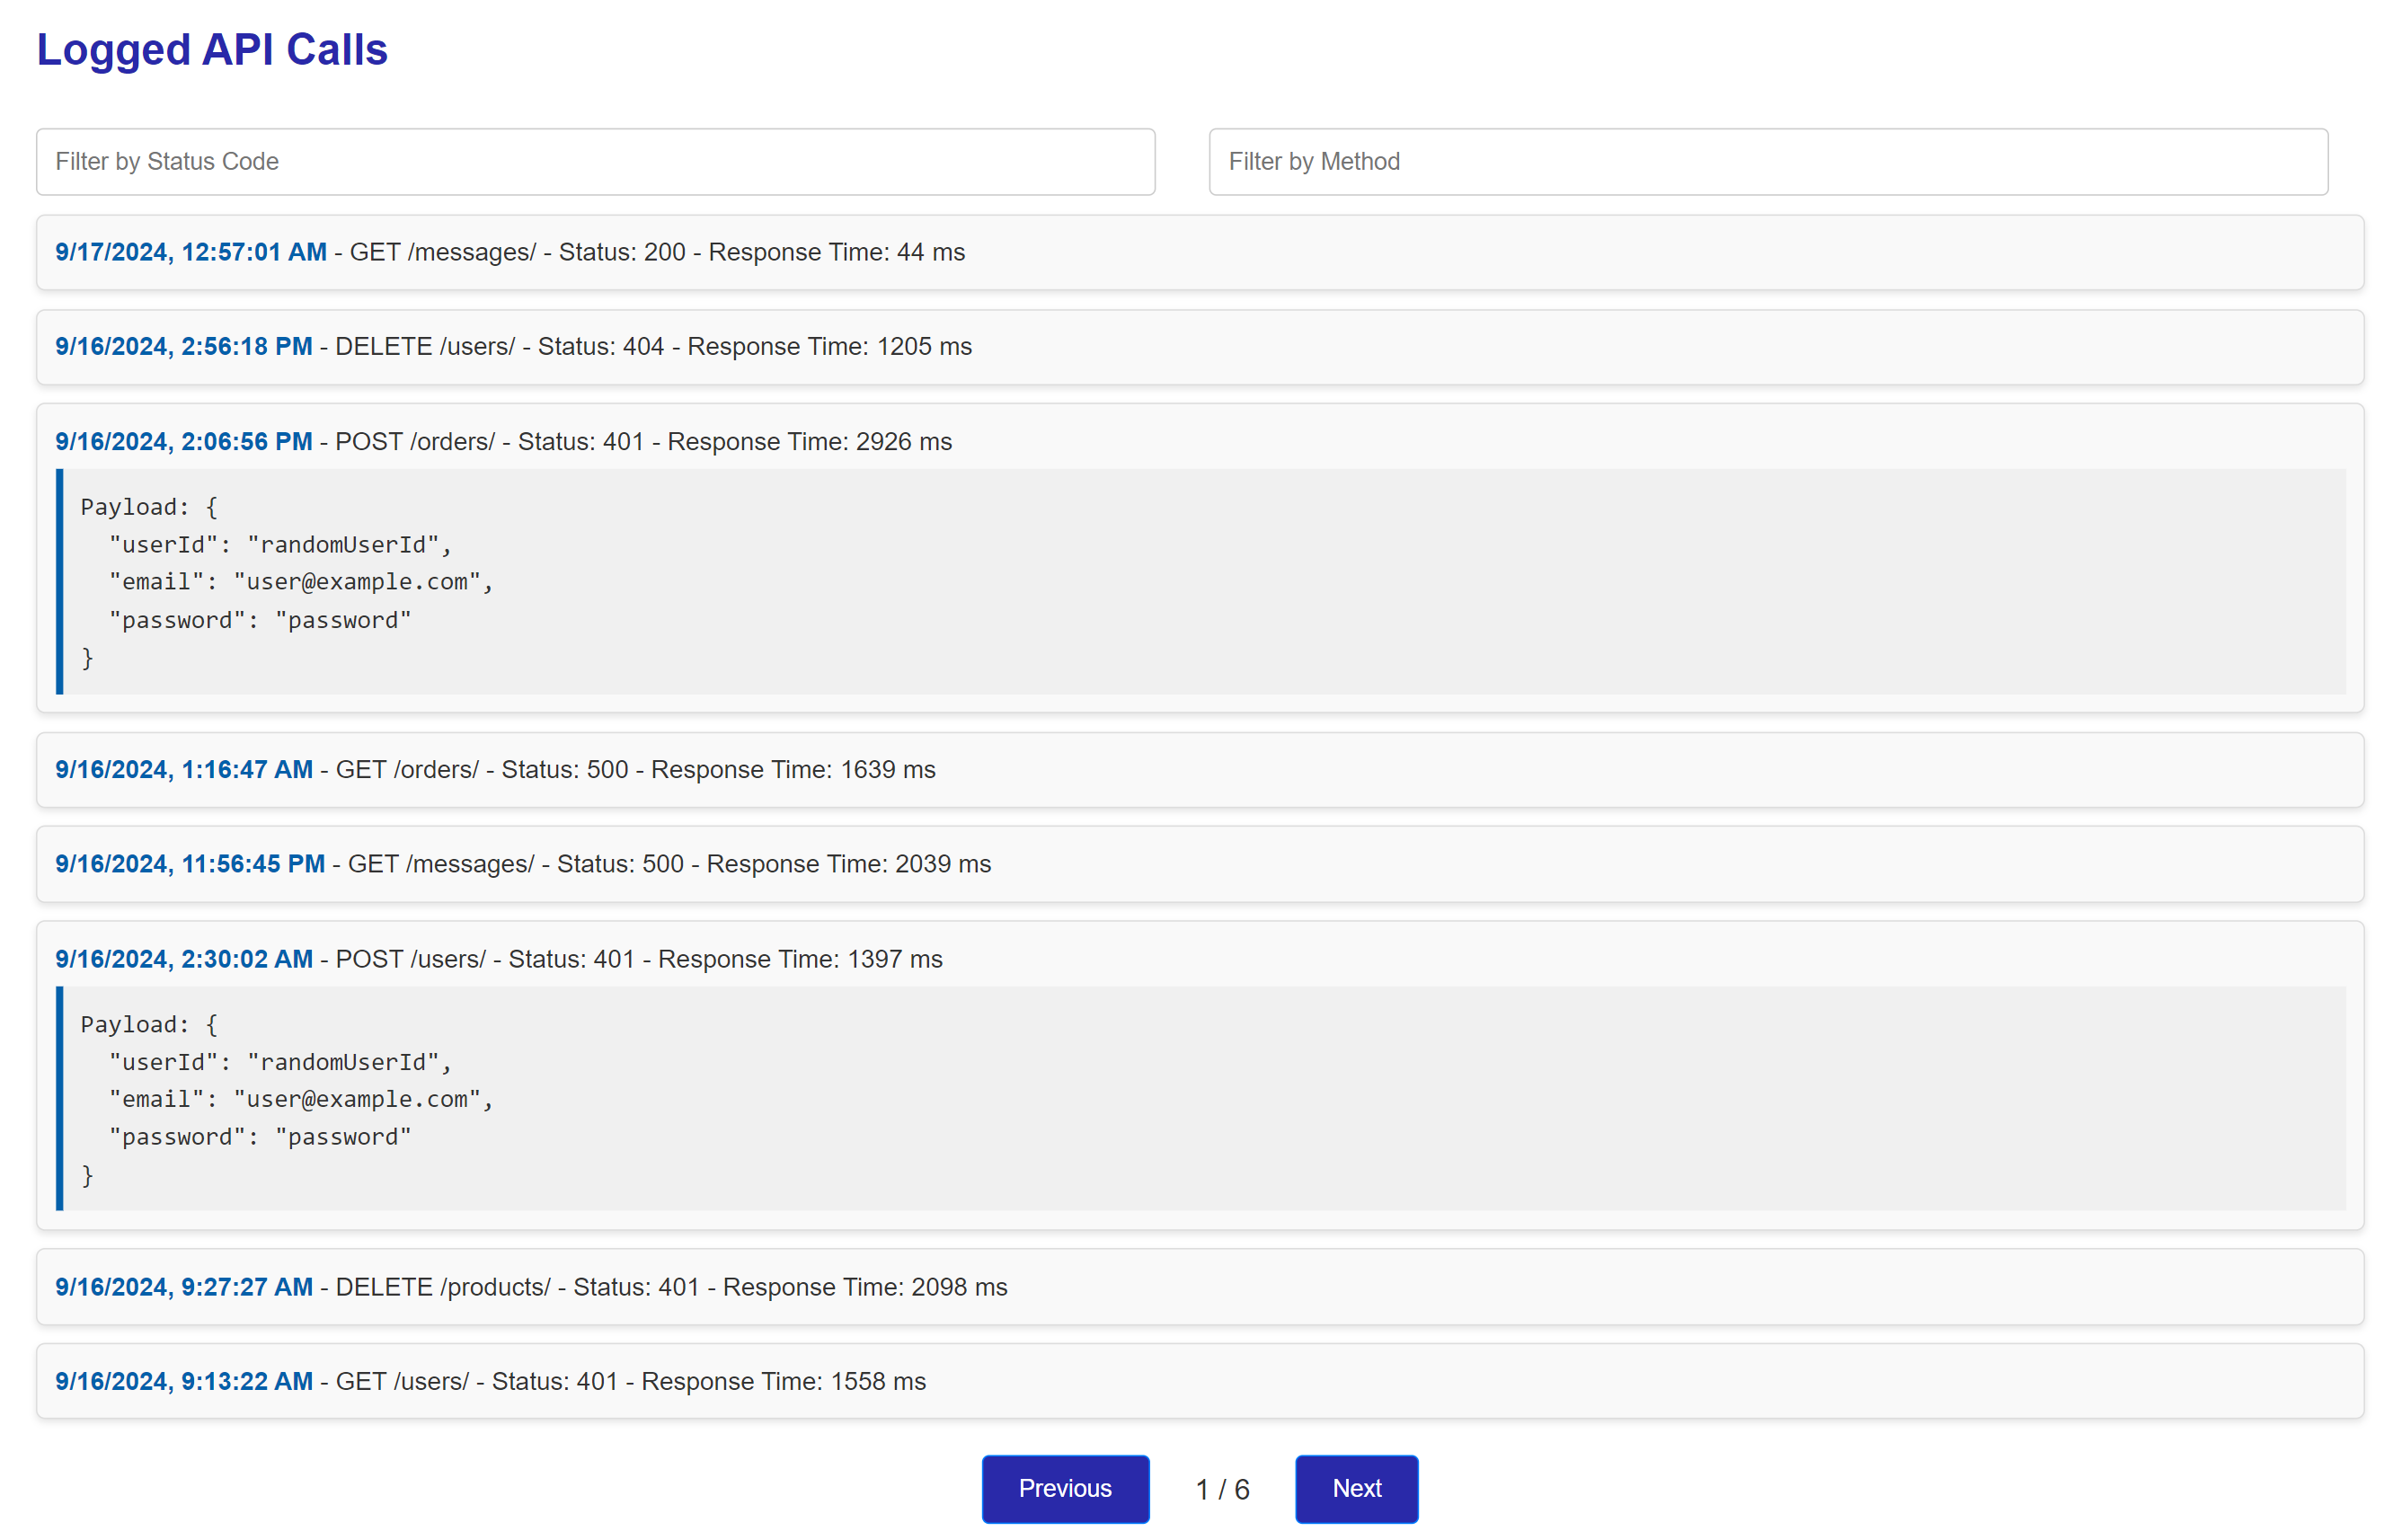 Logged API Calls
Filter by Status Code
Filter by Method
9/17/2024, 12:57:01 AM - GET /messages/ - Status: 200 - Response Time: 44 ms
9/16/2024, 2:56:18 PM - DELETE /users/ - Status: 404 - Response Time: 1205 ms
9/16/2024, 2:06:56 PM - POST /orders/ - Status: 401 - Response Time: 2926 ms
Payload: {
  "userId": "randomUserId",
  "email": "user@example.com",
  "password": "password"
}
9/16/2024, 1:16:47 AM - GET /orders/ - Status: 500 - Response Time: 1639 ms
9/16/2024, 11:56:45 PM - GET /messages/ - Status: 500 - Response Time: 2039 ms
9/16/2024, 2:30:02 AM - POST /users/ - Status: 401 - Response Time: 1397 ms
Payload: {
  "userId": "randomUserId",
  "email": "user@example.com",
  "password": "password"
}
9/16/2024, 9:27:27 AM - DELETE /products/ - Status: 401 - Response Time: 2098 ms
9/16/2024, 9:13:22 AM - GET /users/ - Status: 401 - Response Time: 1558 ms
Previous
1 / 6
Next